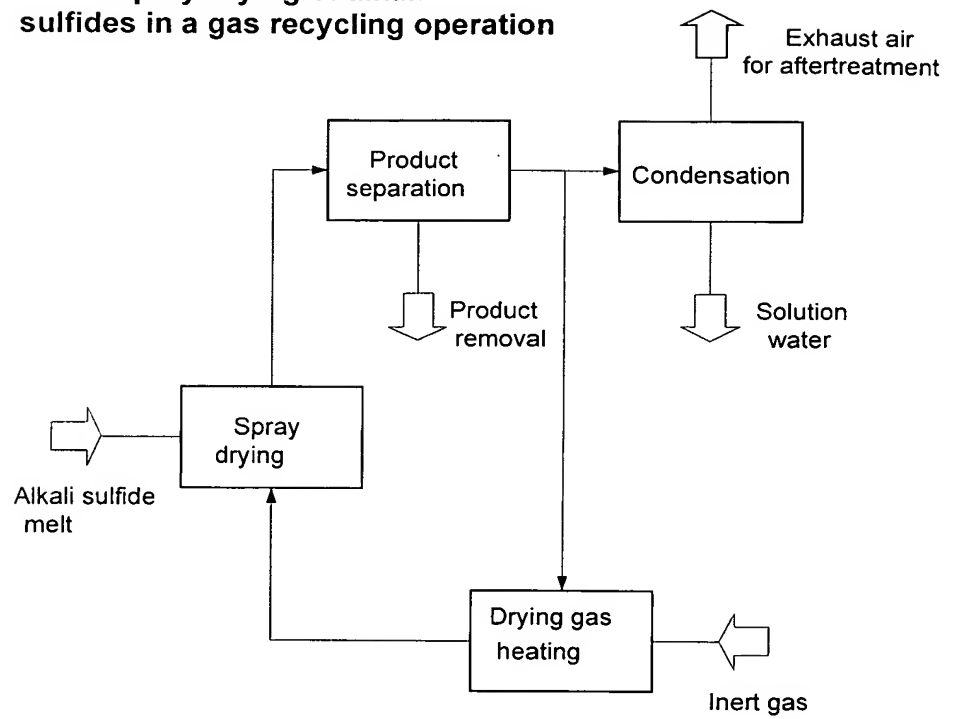 sulfides in a gas recycling operation
Exhaust air
for aftertreatment
Product
separation
Condensation
Product
removal
Solution
water
Spray
drying
Alkali sulfide
melt
Drying gas
heating
Inert gas